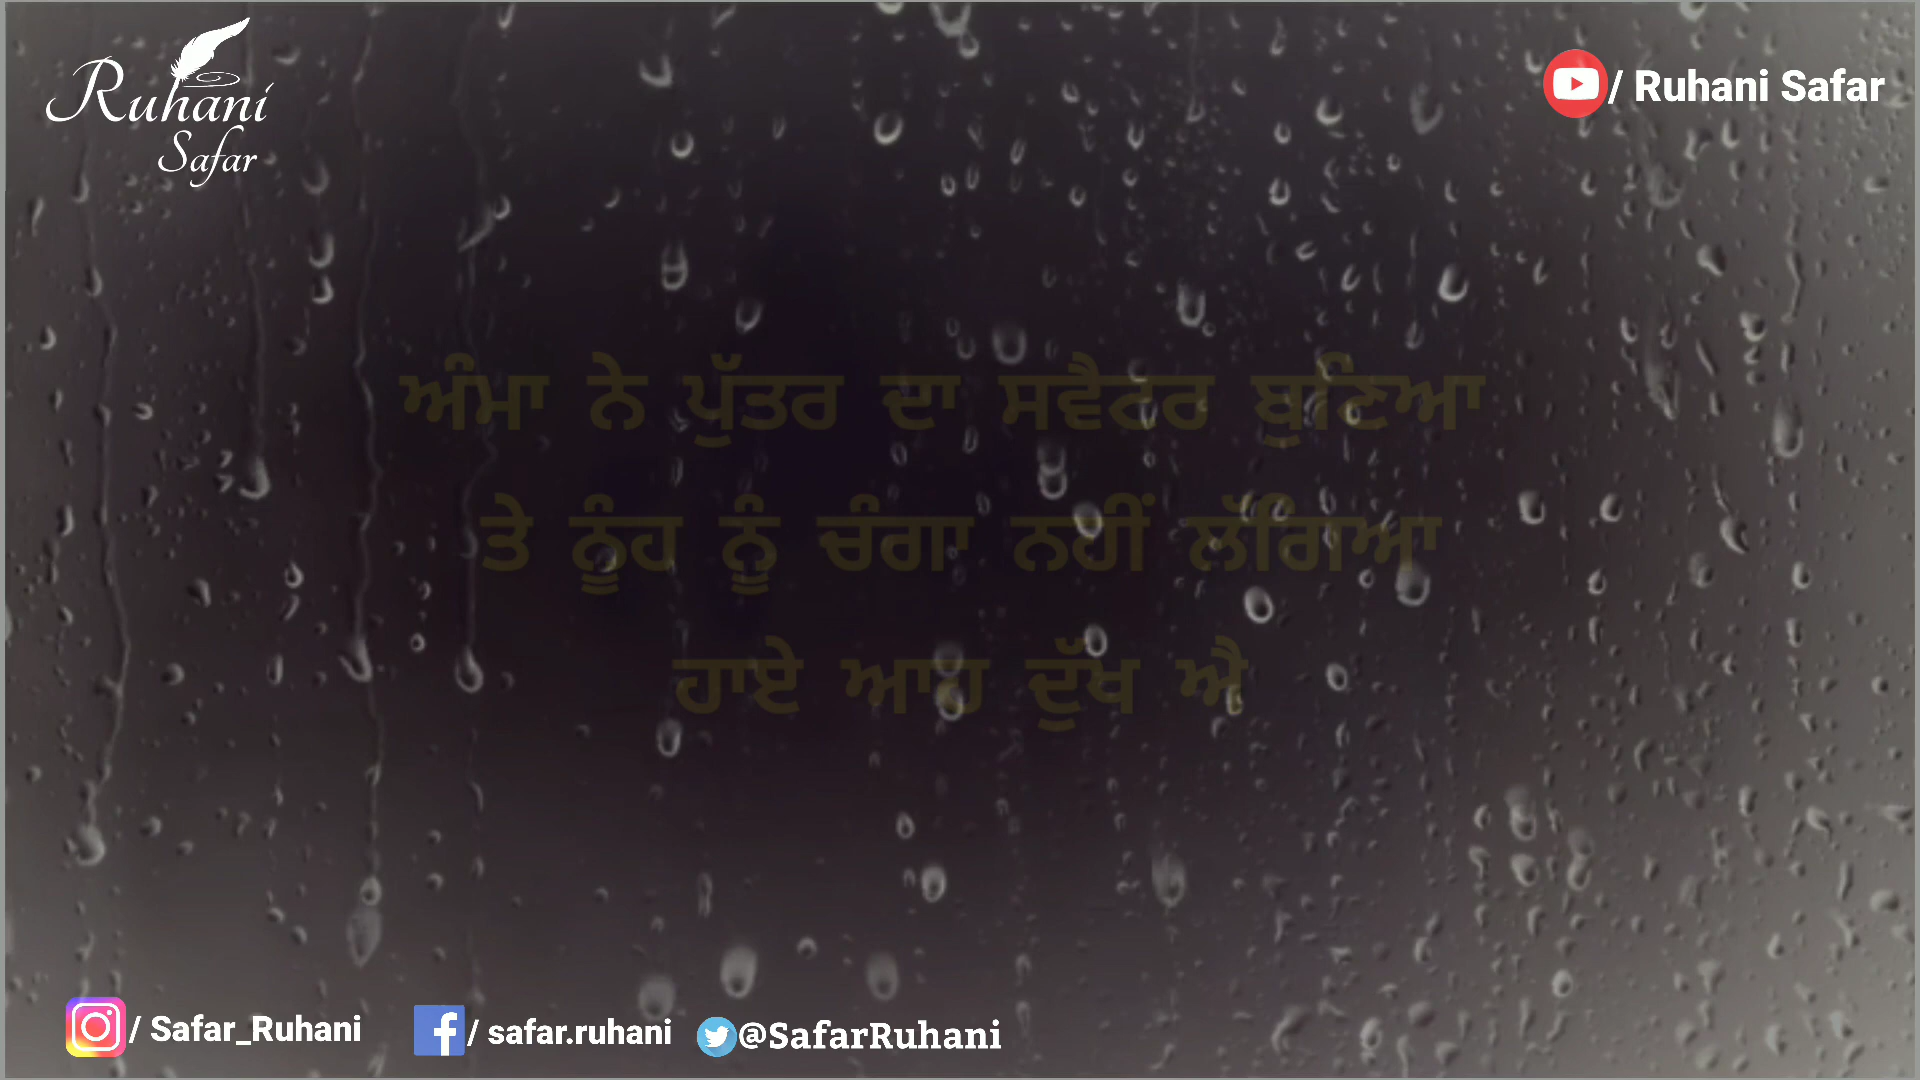 Ruhani
Safar
/ Ruhani Safar
ਅੰਮਾ ਨੇ ਪੁੱਤਰ ਦਾ ਸਵੈਟਰ ਬੁਣਿਆ
ਤੇ ਨੂੰਹ ਨੂੰ ਚੰਗਾ ਨਹੀਂ ਲੱਗਿਆ
ਹਾਏ ਆਹ ਦੁੱਖ ਐ
/ Safar_Ruhani
/ safar.ruhani
@SafarRuhani